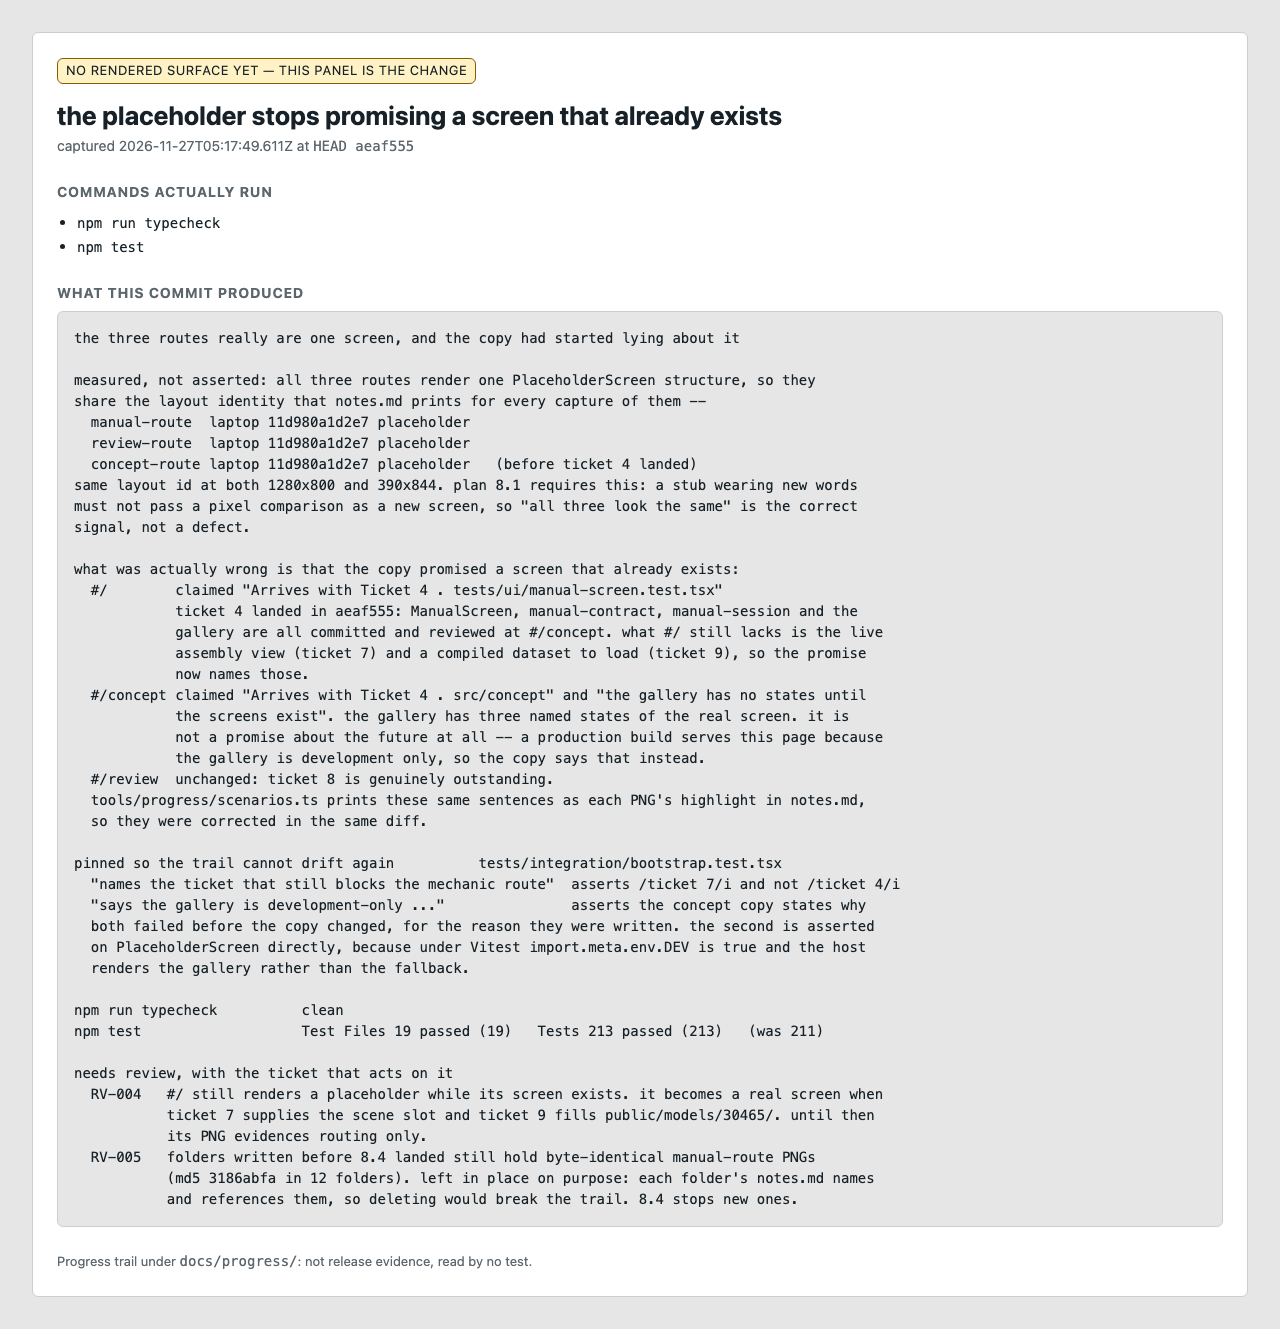 NO RENDERED SURFACE YET — THIS PANEL IS THE CHANGE
the placeholder stops promising a screen that already exists
captured 2026-11-27T05:17:49.611Z at HEAD aeaf555
COMMANDS ACTUALLY RUN
• npm run typecheck
• npm test
WHAT THIS COMMIT PRODUCED
the three routes really are one screen, and the copy had started lying about it
measured, not asserted: all three routes render one PlaceholderScreen structure, so they
share the layout identity that notes.md prints for every capture of them --
  manual-route  laptop 11d980a1d2e7 placeholder
  review-route  laptop 11d980a1d2e7 placeholder
  concept-route laptop 11d980a1d2e7 placeholder   (before ticket 4 landed)
same layout id at both 1280x800 and 390x844. plan 8.1 requires this: a stub wearing new words
must not pass a pixel comparison as a new screen, so "all three look the same" is the correct
signal, not a defect.
what was actually wrong is that the copy promised a screen that already exists:
  #/        claimed "Arrives with Ticket 4 . tests/ui/manual-screen.test.tsx"
            ticket 4 landed in aeaf555: ManualScreen, manual-contract, manual-session and the
            gallery are all committed and reviewed at #/concept. what #/ still lacks is the live
            assembly view (ticket 7) and a compiled dataset to load (ticket 9), so the promise
            now names those.
  #/concept claimed "Arrives with Ticket 4 . src/concept" and "the gallery has no states until
            the screens exist". the gallery has three named states of the real screen. it is
            not a promise about the future at all -- a production build serves this page because
            the gallery is development only, so the copy says that instead.
  #/review  unchanged: ticket 8 is genuinely outstanding.
  tools/progress/scenarios.ts prints these same sentences as each PNG's highlight in notes.md,
  so they were corrected in the same diff.
pinned so the trail cannot drift again          tests/integration/bootstrap.test.tsx
  "names the ticket that still blocks the mechanic route"  asserts /ticket 7/i and not /ticket 4/i
  "says the gallery is development-only ..."               asserts the concept copy states why
  both failed before the copy changed, for the reason they were written. the second is asserted
  on PlaceholderScreen directly, because under Vitest import.meta.env.DEV is true and the host
  renders the gallery rather than the fallback.
npm run typecheck          clean
npm test                   Test Files 19 passed (19)   Tests 213 passed (213)   (was 211)
needs review, with the ticket that acts on it
  RV-004   #/ still renders a placeholder while its screen exists. it becomes a real screen when
           ticket 7 supplies the scene slot and ticket 9 fills public/models/30465/. until then
           its PNG evidences routing only.
  RV-005   folders written before 8.4 landed still hold byte-identical manual-route PNGs
           (md5 3186abfa in 12 folders). left in place on purpose: each folder's notes.md names
           and references them, so deleting would break the trail. 8.4 stops new ones.
Progress trail under docs/progress/: not release evidence, read by no test.